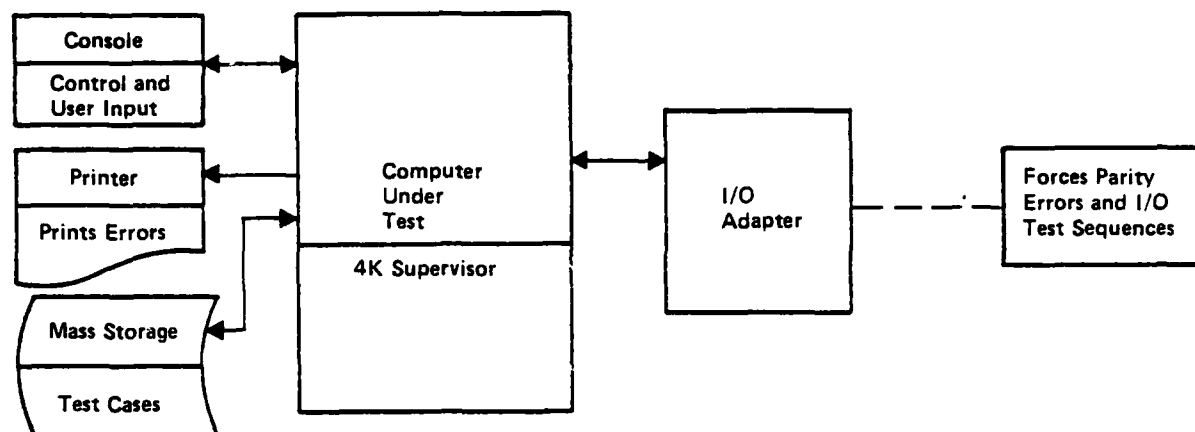 Console
Control and
User Input
Printer
Prints Errors
Mass Storage
Test Cases
Computer
Under
Test
4K Supervisor
I/O
Adapter
Forces Parity
Errors and I/O
Test Sequences